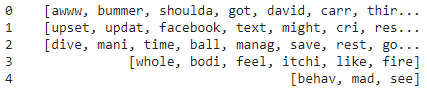 0 [awww, bummer, shoulda, got, david, carr, thir...
1 [upset, updat, facebook, text, might, cri, res...
2 [dive, mani, time, ball, manag, save, rest, go...
3 [whole, bodi, feel, itchi, like, fire]
4 [behav, mad, see]